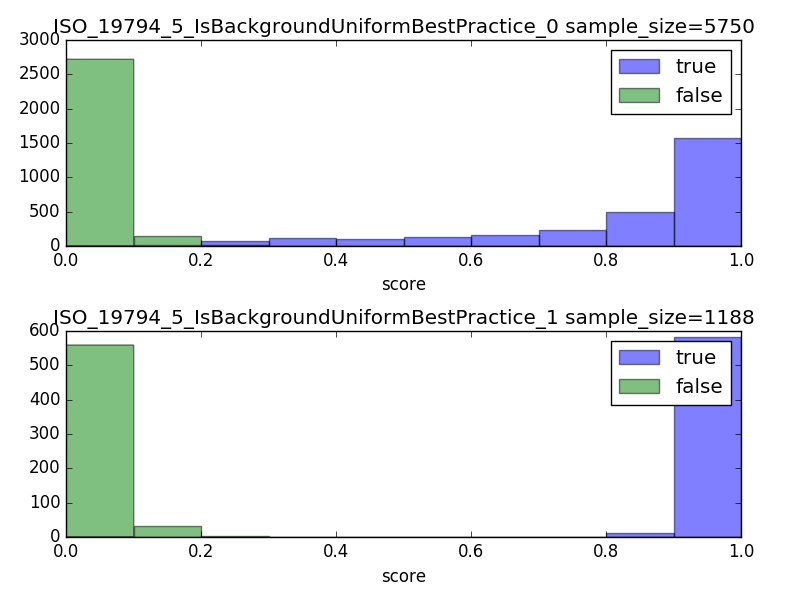 ISO_19794_5_IsBackgroundUniformBestPractice_0 sample_size=5750
3000
2500
2000
1500
1000
500
0
true
false
0.0 0.2 0.4 0.6 0.8 1.0
score
ISO_19794_5_IsBackgroundUniformBestPractice_1 sample_size=1188
600
500
400
300
200
100
0
true
false
0.0 0.2 0.4 0.6 0.8 1.0
score